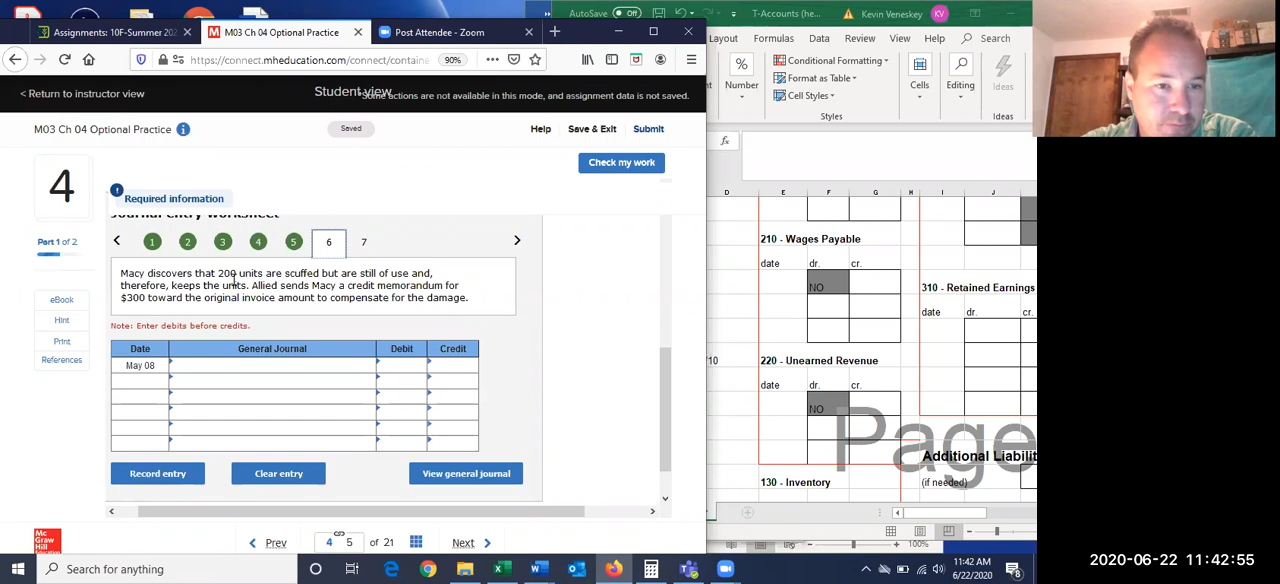 AutoSave Off T-Accounts (he... Kevin Veneskey KV
Assignments: 10F-Summer 202 M03 Ch 04 Optional Practice Post Attendee - Zoom
Layout Formulas Data Review View Help Search
https://connect.mheducation.com/connect/containe 90%
Number Conditional Formatting Format as Table Cell Styles Cells Editing Ideas
Styles Ideas
< Return to instructor view Student view *Some actions are not available in this mode, and assignment data is not saved.
M03 Ch 04 Optional Practice Saved Help Save & Exit Submit
fx
4
Check my work
D E F G H I J
Required information
Journal entry worksheet
Part 1 of 2
1 2 3 4 5 6 7
Macy discovers that 200 units are scuffed but are still of use and,
therefore, keeps the units. Allied sends Macy a credit memorandum for
$300 toward the original invoice amount to compensate for the damage.
Note: Enter debits before credits.
eBook
Hint
Print
References
Date General Journal Debit Credit
May 08
Record entry Clear entry View general journal
210 - Wages Payable
date dr. cr.
NO
310 - Retained Earnings
date dr. cr.
/10
220 - Unearned Revenue
date dr. cr.
NO
Page
Additional Liabilit
130 - Inventory (if needed)
Mc
Graw
Hill
Education
Prev 4 5 of 21 Next
100%
Search for anything
11:42 AM
6/22/2020
8
2020-06-22 11:42:55